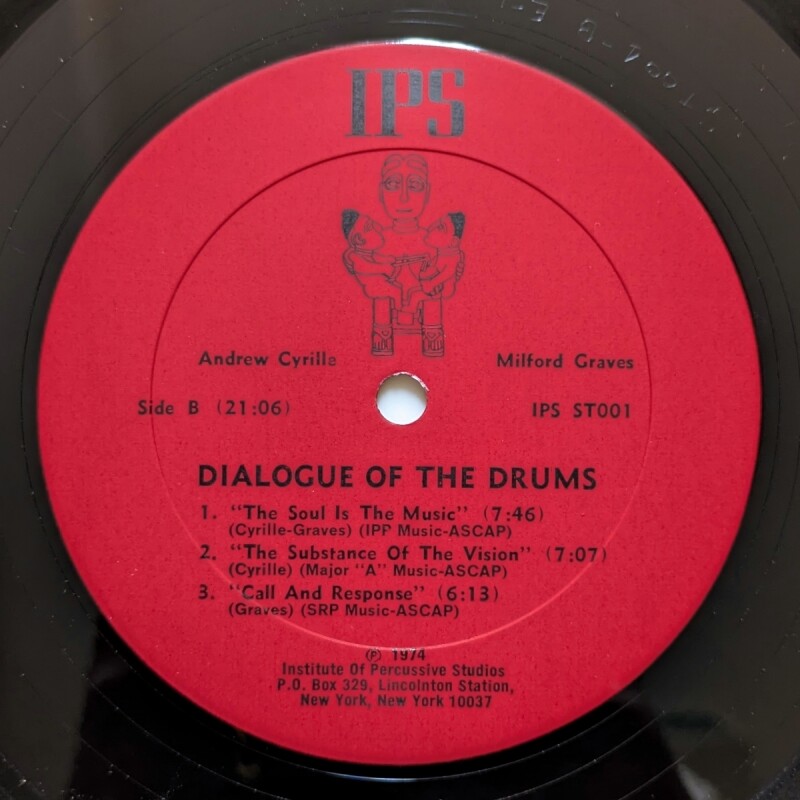 IPS
Andrew Cyrille
Milford Graves
Side B (21:06)
IPS ST001
DIALOGUE OF THE DRUMS
1. "The Soul Is The Music" (7:46)
(Cyrille-Graves) (IPP Music-ASCAP)
2. "The Substance Of The Vision" (7:07)
(Cyrille) (Major "A" Music-ASCAP)
3. "Call And Response" (6:13)
(Graves) (SRP Music-ASCAP)
℗ 1974
Institute Of Percussive Studios
P.O. Box 329, Lincolnton Station,
New York, New York 10037